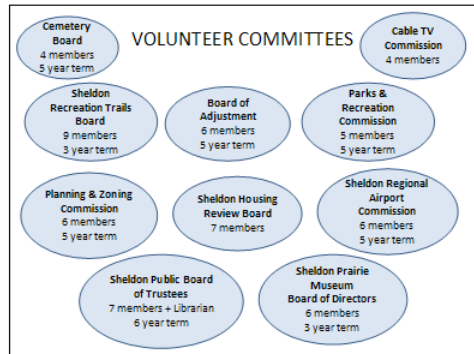 VOLUNTEER COMMITTEES
Cemetery
Board
4 members
5 year term
Cable TV
Commission
4 members
Sheldon
Recreation Trails
Board
9 members
3 year term
Board of
Adjustment
6 members
5 year term
Parks &
Recreation
Commission
5 members
5 year term
Planning & Zoning
Commission
6 members
5 year term
Sheldon Housing
Review Board
7 members
Sheldon Regional
Airport
Commission
6 members
5 year term
Sheldon Public Board
of Trustees
7 members + Librarian
6 year term
Sheldon Prairie
Museum
Board of Directors
6 members
3 year term